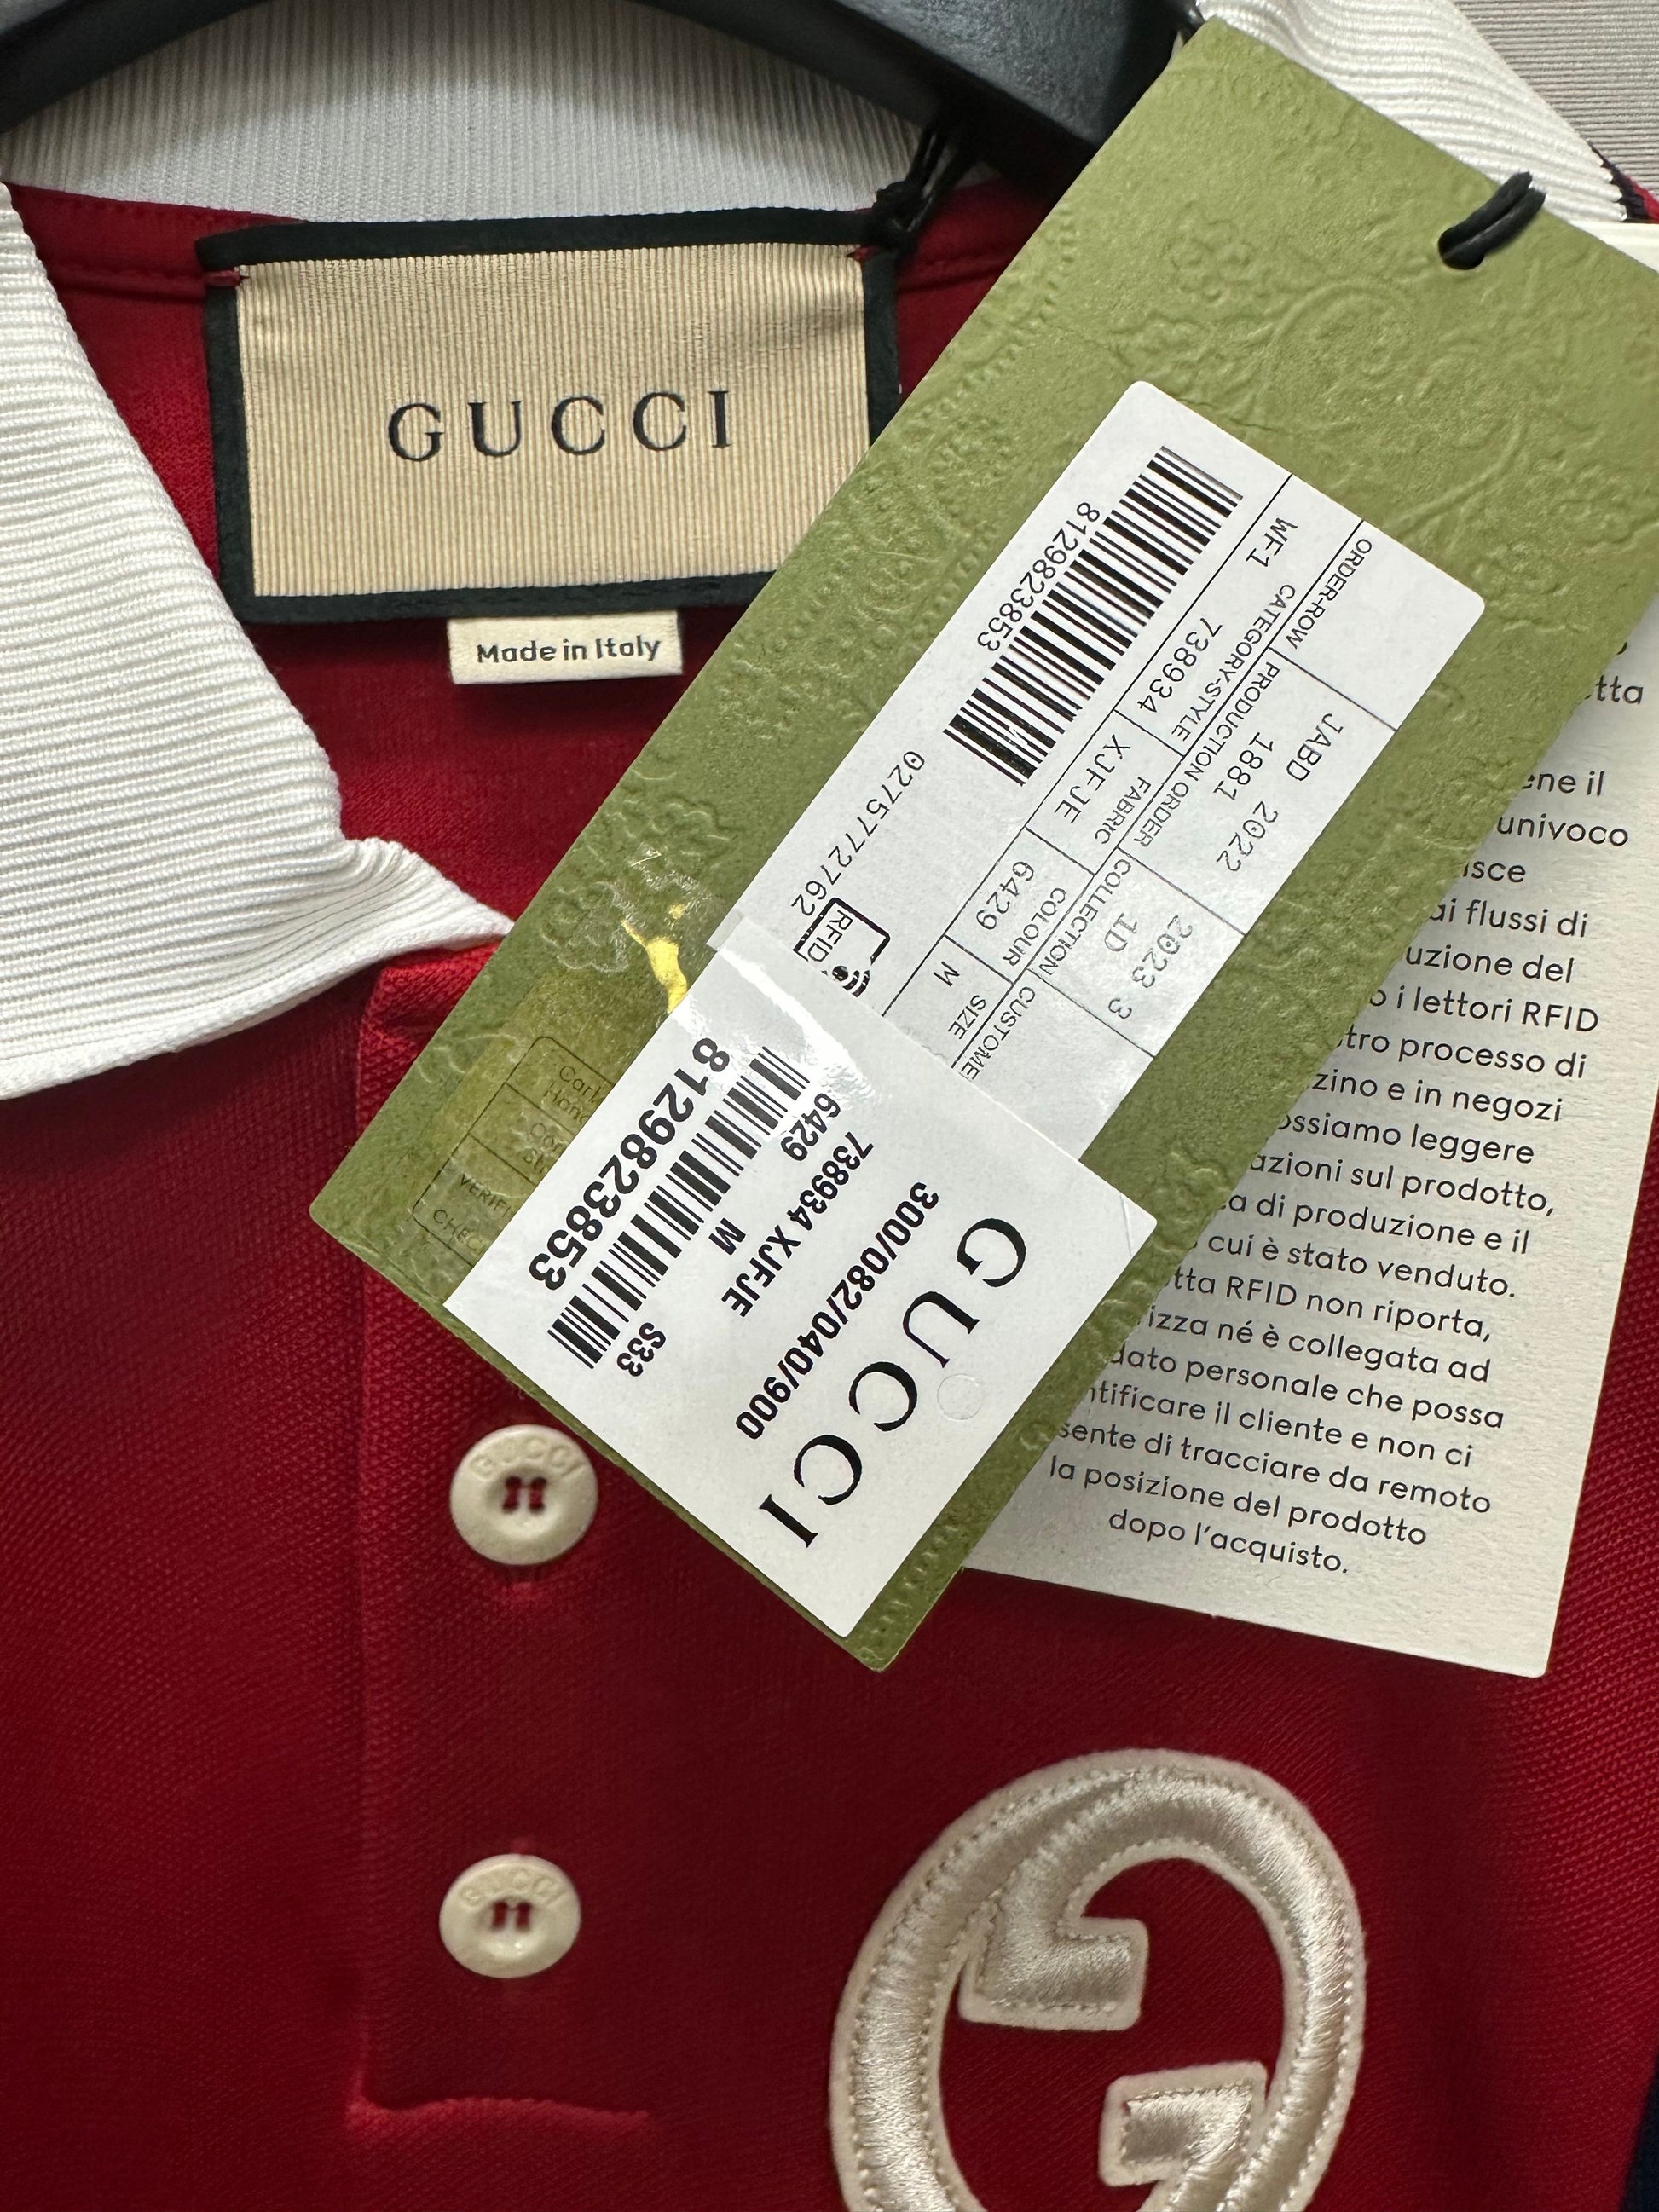 GUCCI
Made in Italy
ORDER-ROW
JABD 2022
2023 3
PRODUCTION ORDER
1881
COLLECTION
1D
CUSTOME
CATEGORY-STYLE
WF1 738934
FABRIC
XJFJE
COLOUR
6429
SIZE
M
8129823853
0275772762
RFID
GUCCI
300/082/040/900
738934 XJFJE
6429 M
S33
8129823853
VERIFI
CHEC
GUCCI
GUCCI
etta
ene il
univoco
isce
ai flussi di
uzione del
o i lettori RFID
tro processo di
zino e in negozi
ossiamo leggere
azioni sul prodotto,
a di produzione e il
cui è stato venduto.
tta RFID non riporta,
izza né è collegata ad
dato personale che possa
ntificare il cliente e non ci
sente di tracciare da remoto
la posizione del prodotto
dopo l'acquisto.